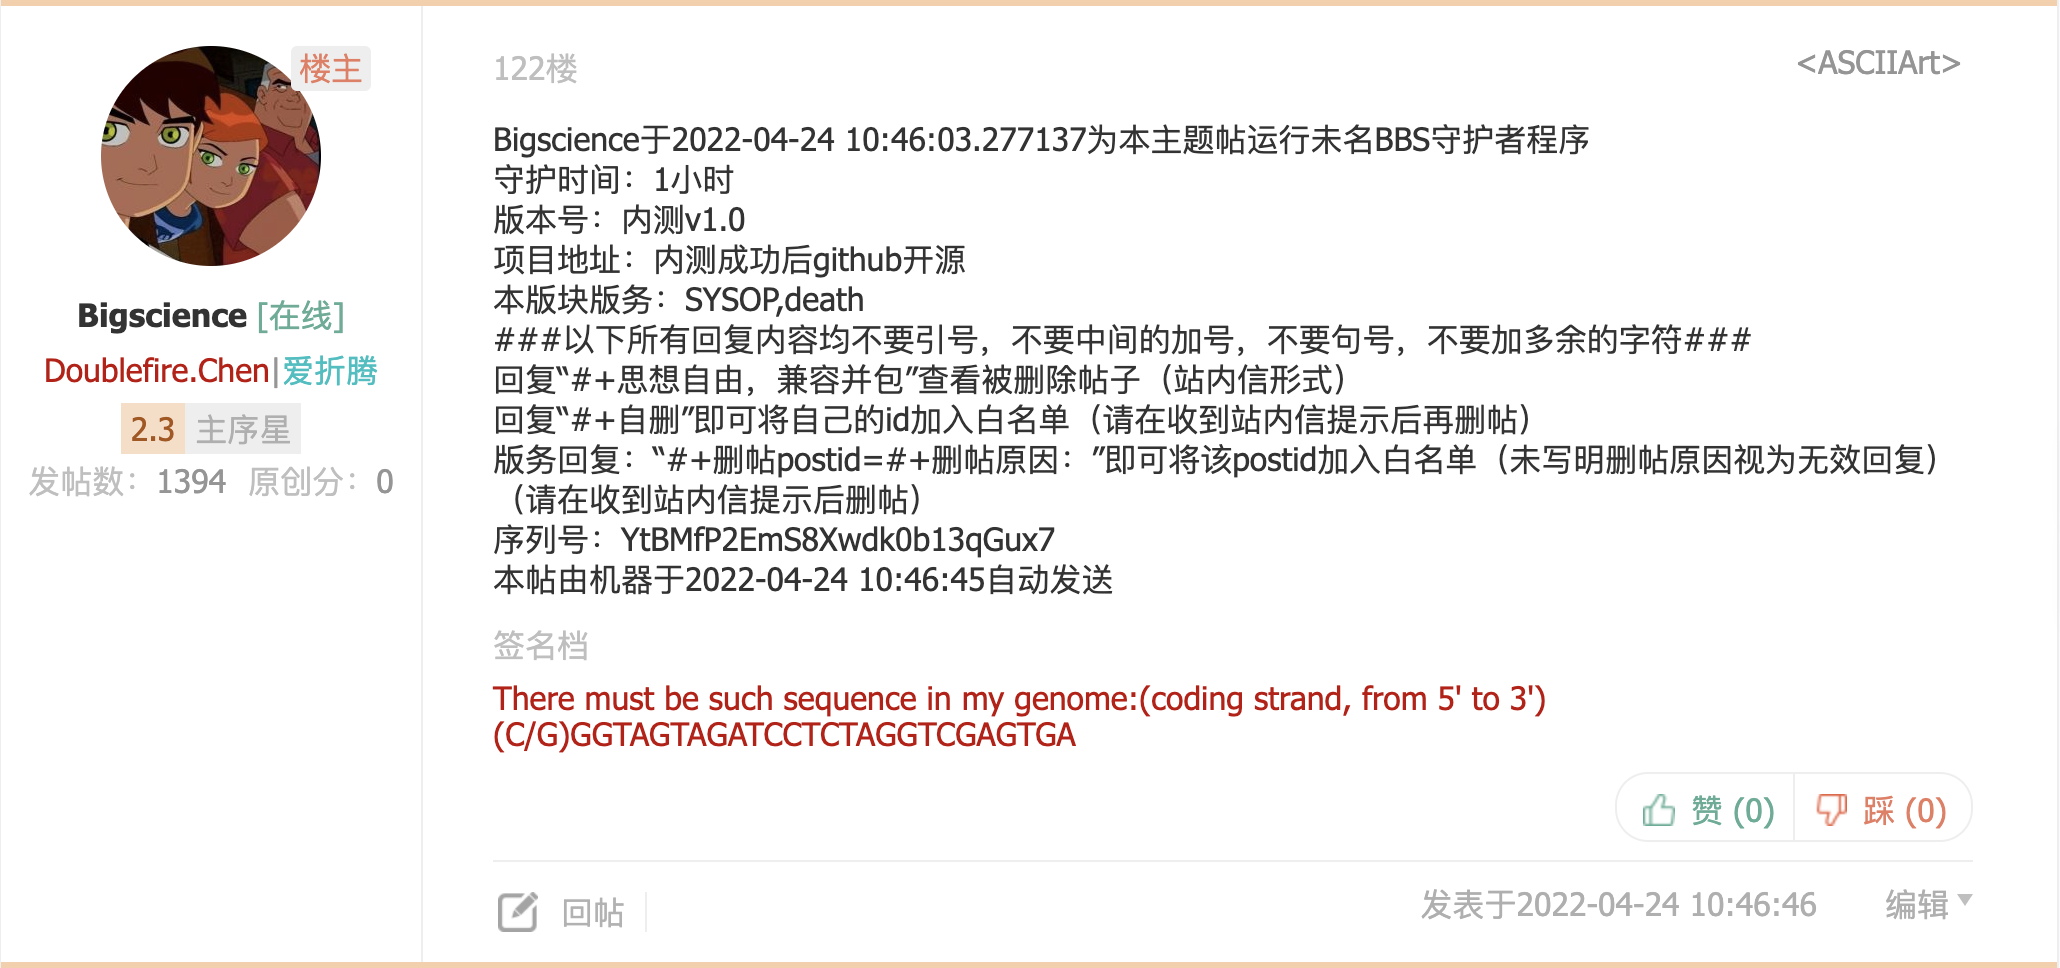 楼主
Bigscience [在线]
Doublefire.Chen|爱折腾
2.3 主序星
发帖数：1394 原创分：0
122楼
<ASCIIArt>
Bigscience于2022-04-24 10:46:03.277137为本主题帖运行未名BBS守护者程序
守护时间：1小时
版本号：内测v1.0
项目地址：内测成功后github开源
本版块版务：SYSOP,death
###以下所有回复内容均不要引号，不要中间的加号，不要句号，不要加多余的字符###
回复“#+思想自由，兼容并包”查看被删除帖子（站内信形式）
回复“#+自删”即可将自己的id加入白名单（请在收到站内信提示后再删帖）
版务回复：“#+删帖postid=#+删帖原因：”即可将该postid加入白名单（未写明删帖原因视为无效回复）
（请在收到站内信提示后删帖）
序列号：YtBMfP2EmS8Xwdk0b13qGux7
本帖由机器于2022-04-24 10:46:45自动发送
签名档
There must be such sequence in my genome:(coding strand, from 5' to 3')
(C/G)GGTAGTAGATCCTCTAGGTCGAGTGA
赞 (0) 踩 (0)
回帖
发表于2022-04-24 10:46:46 编辑